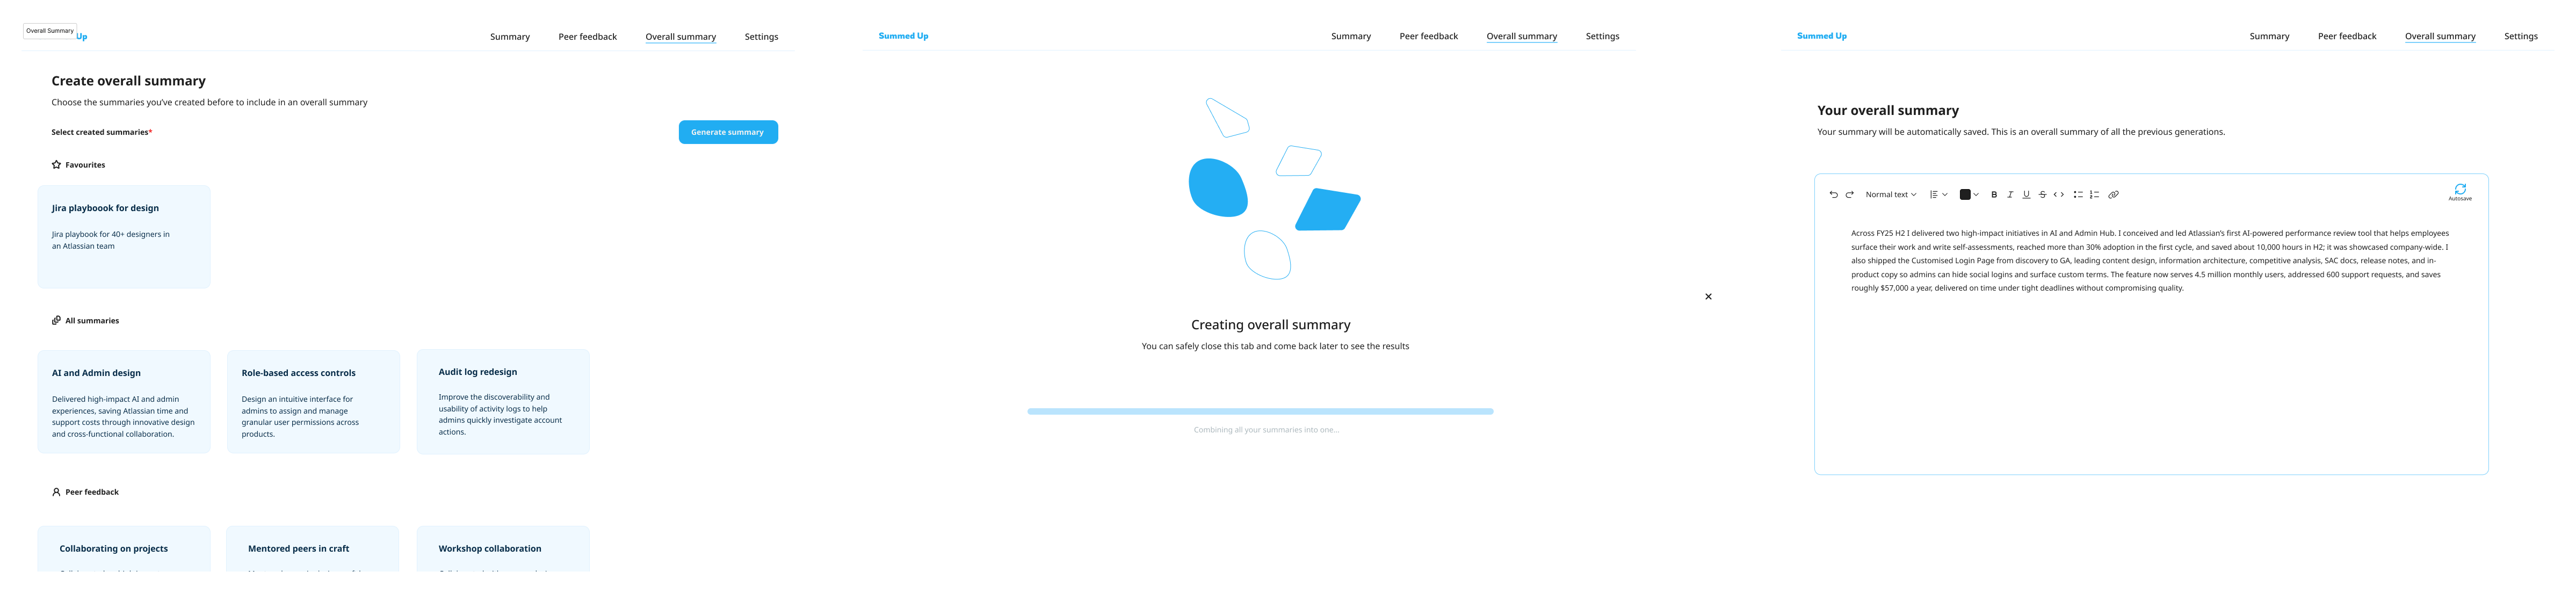 Overall Summary
Up
Summary Peer feedback Overall summary Settings
Create overall summary
Choose the summaries you've created before to include in an overall summary
Select created summaries*
Generate summary
Favourites
Jira playboook for design
Jira playbook for 40+ designers in
an Atlassian team
All summaries
AI and Admin design
Delivered high-impact AI and admin
experiences, saving Atlassian time and
support costs through innovative design
and cross-functional collaboration.
Role-based access controls
Design an intuitive interface for
admins to assign and manage
granular user permissions across
products.
Audit log redesign
Improve the discoverability and
usability of activity logs to help
admins quickly investigate account
actions.
Peer feedback
Collaborating on projects
Mentored peers in craft
Workshop collaboration
Summed Up
Summary Peer feedback Overall summary Settings
Creating overall summary
You can safely close this tab and come back later to see the results
Combining all your summaries into one...
Summed Up
Summary Peer feedback Overall summary Settings
Your overall summary
Your summary will be automatically saved. This is an overall summary of all the previous generations.
Normal text
B I U S
Autosave
Across FY25 H2 I delivered two high-impact initiatives in AI and Admin Hub. I conceived and led Atlassian's first AI-powered performance review tool that helps employees
surface their work and write self-assessments, reached more than 30% adoption in the first cycle, and saved about 10,000 hours in H2; it was showcased company-wide. I
also shipped the Customised Login Page from discovery to GA, leading content design, information architecture, competitive analysis, SAC docs, release notes, and in-
product copy so admins can hide social logins and surface custom terms. The feature now serves 4.5 million monthly users, addressed 600 support requests, and saves
roughly $57,000 a year, delivered on time under tight deadlines without compromising quality.